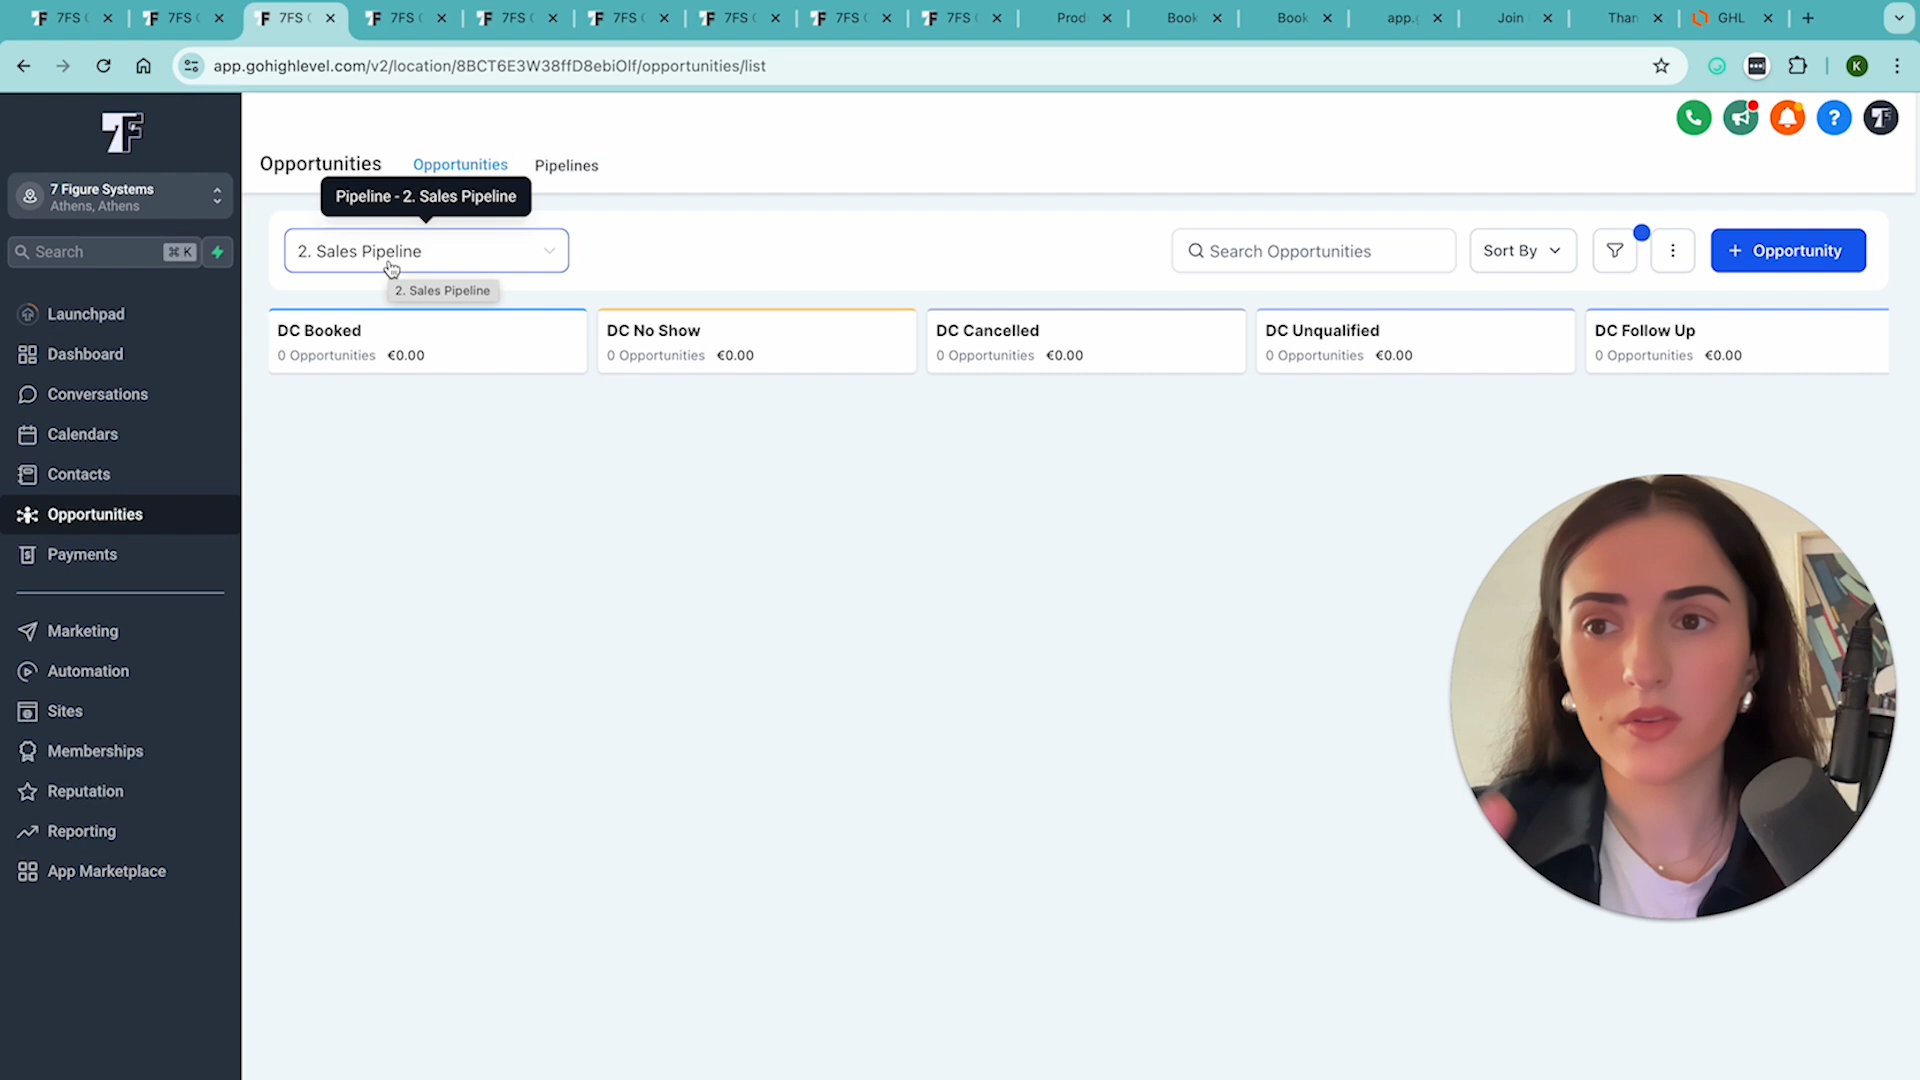 7FS
7FS
7FS
7FS
7FS
7FS
7FS
7FS
7FS
Prod
Book
Book
app.
Join
Than
GHL
app.gohighlevel.com/v2/location/8BCT6E3W38ffD8ebiOlf/opportunities/list
K
7F
7 Figure Systems
Athens, Athens
Search
⌘ K
Launchpad
Dashboard
Conversations
Calendars
Contacts
Opportunities
Payments
Marketing
Automation
Sites
Memberships
Reputation
Reporting
App Marketplace
Opportunities
Opportunities
Pipelines
Pipeline - 2. Sales Pipeline
2. Sales Pipeline
2. Sales Pipeline
Search Opportunities
Sort By
+ Opportunity
DC Booked
0 Opportunities €0.00
DC No Show
0 Opportunities €0.00
DC Cancelled
0 Opportunities €0.00
DC Unqualified
0 Opportunities €0.00
DC Follow Up
0 Opportunities €0.00